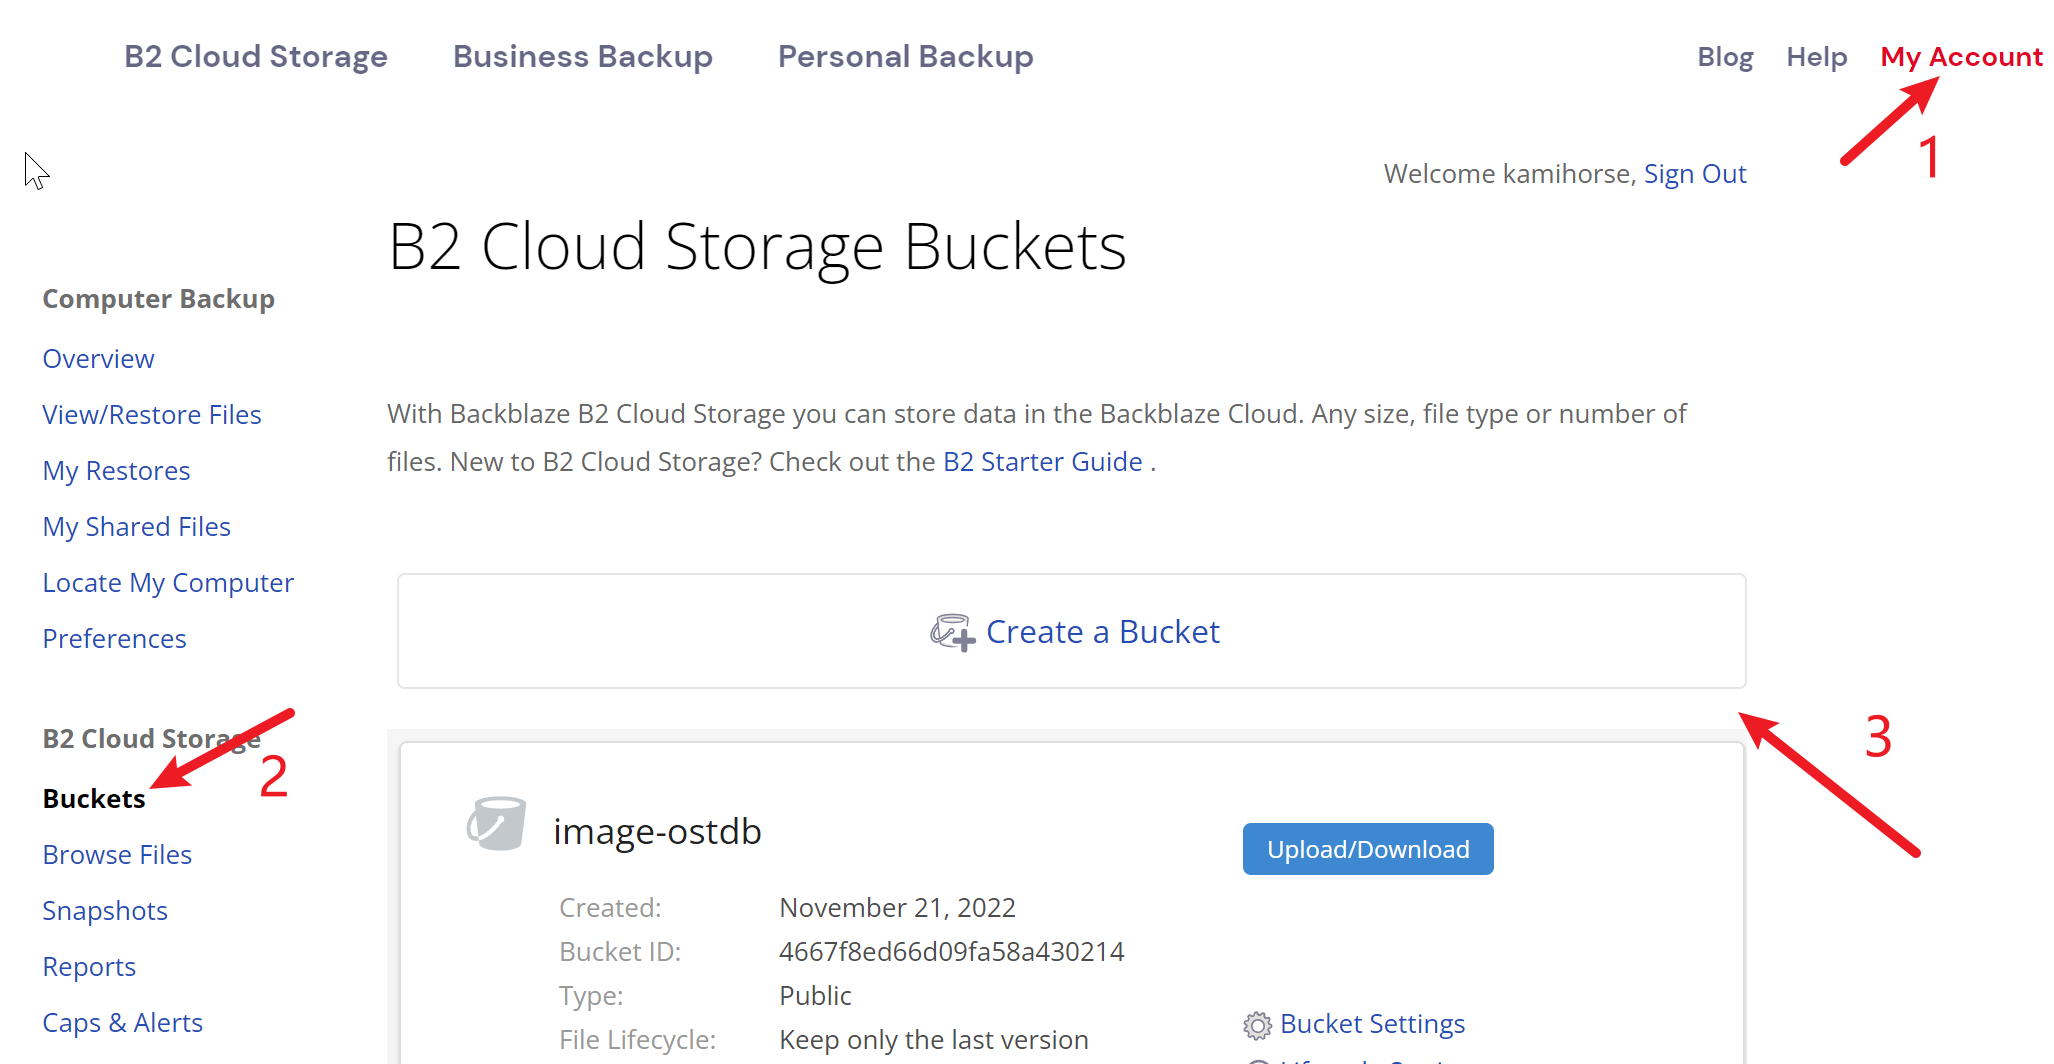 B2 Cloud Storage Business Backup Personal Backup Blog Help My Account
1
Welcome kamihorse, Sign Out
B2 Cloud Storage Buckets
Computer Backup
Overview
View/Restore Files
My Restores
My Shared Files
Locate My Computer
Preferences
B2 Cloud Storage
2
Buckets
Browse Files
Snapshots
Reports
Caps & Alerts
With Backblaze B2 Cloud Storage you can store data in the Backblaze Cloud. Any size, file type or number of
files. New to B2 Cloud Storage? Check out the B2 Starter Guide .
Create a Bucket
3
image-ostdb
Upload/Download
Created: November 21, 2022
Bucket ID: 4667f8ed66d09fa58a430214
Type: Public
File Lifecycle: Keep only the last version
Bucket Settings